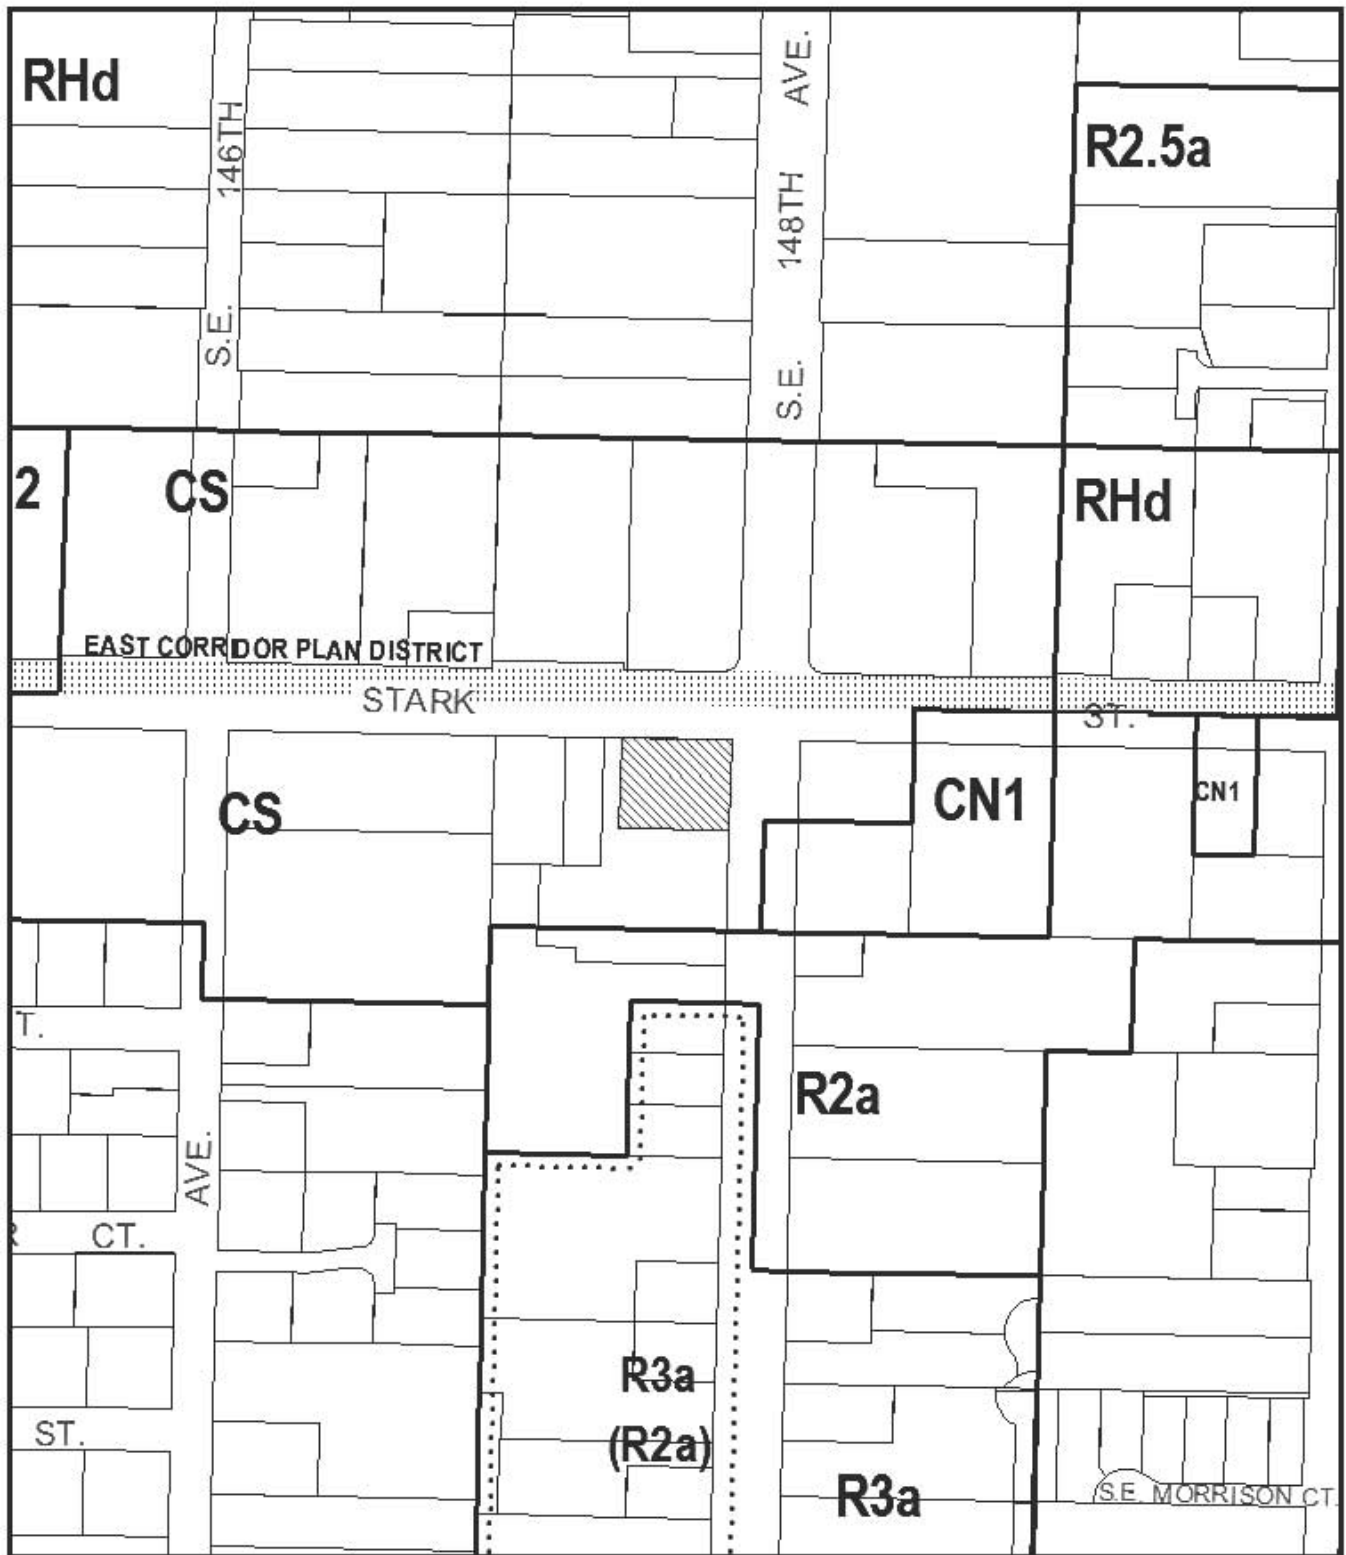 RHd
S.E. 146TH
S.E. 148TH AVE.
R2.5a
2
CS
RHd
EAST CORRIDOR PLAN DISTRICT
STARK ST.
CS
CN1
CN1
T.
R2a
AVE.
CT.
R3a
(R2a)
ST.
R3a
S.E. MORRISON CT.